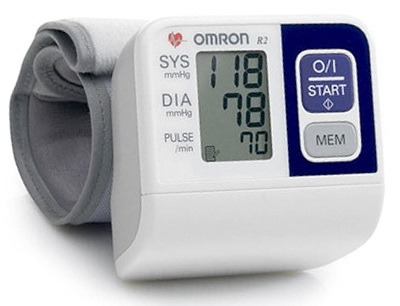 OMRON R2
SYS
mmHg
118
DIA
mmHg
78
PULSE
/min
70
O/I
START
MEM